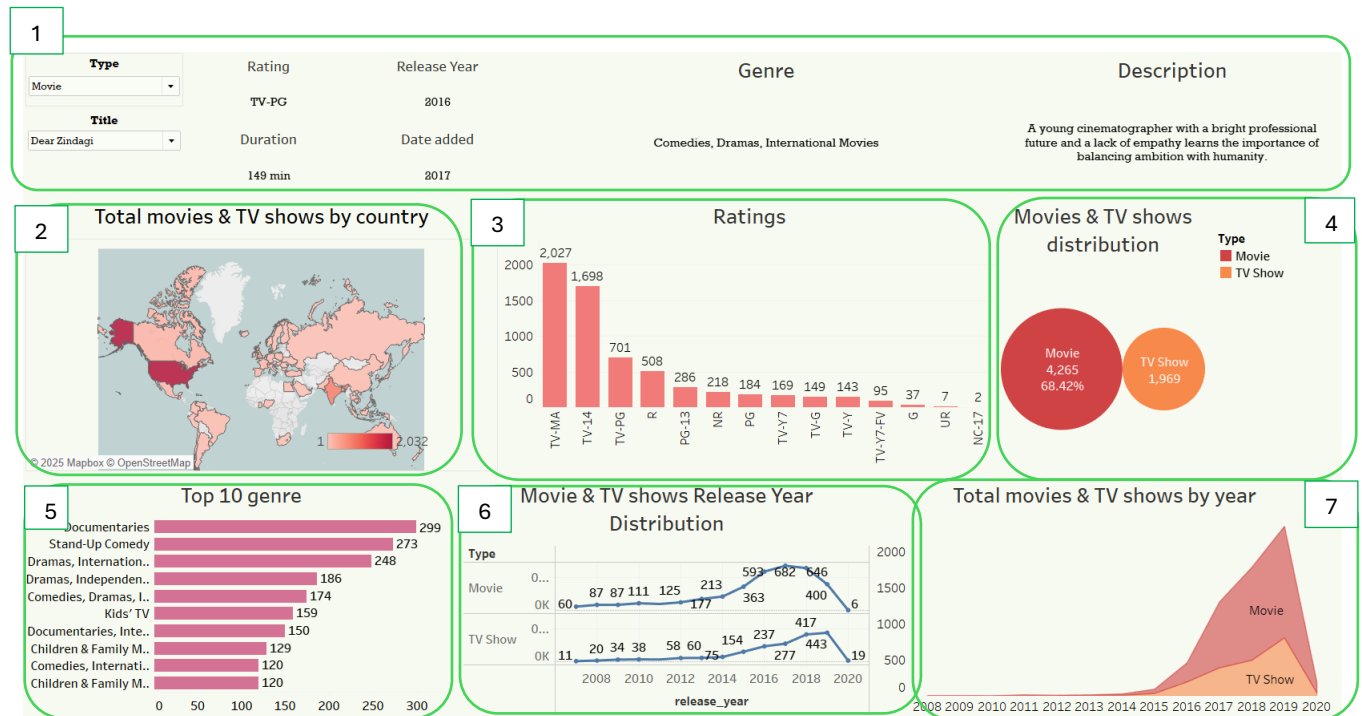 1
Type
Movie
Title
Dear Zindagi
Rating
TV-PG
Duration
149 min
Release Year
2016
Date added
2017
Genre
Comedies, Dramas, International Movies
Description
A young cinematographer with a bright professional
future and a lack of empathy learns the importance of
balancing ambition with humanity.
2
Total movies & TV shows by country
1
2,032
© 2025 Mapbox © OpenStreetMap
3
Ratings
2000
1500
1000
500
0
2,027
1,698
701
508
286
218
184
169
149
143
95
37
7
2
TV-MA
TV-14
TV-PG
R
PG-13
NR
PG
TV-Y7
TV-G
TV-Y
TV-Y7-FV
G
UR
NC-17
4
Movies & TV shows
distribution
Type
Movie
TV Show
Movie
4,265
68.42%
TV Show
1,969
5
Top 10 genre
Documentaries 299
Stand-Up Comedy 273
Dramas, Internation.. 248
Dramas, Independen.. 186
Comedies, Dramas, I.. 174
Kids' TV 159
Documentaries, Inte.. 150
Children & Family M.. 129
Comedies, Internati.. 120
Children & Family M.. 120
0 50 100 150 200 250 300
6
Movie & TV shows Release Year
Distribution
Type
Movie
0...
0K
60 87 87 111 125 177 213 363 593 682 646 400 6
TV Show
0...
0K
11 20 34 38 58 60 75 154 237 277 417 443 19
2008 2010 2012 2014 2016 2018 2020
release_year
7
Total movies & TV shows by year
2000
1500
1000
500
0
Movie
TV Show
2008 2009 2010 2011 2012 2013 2014 2015 2016 2017 2018 2019 2020